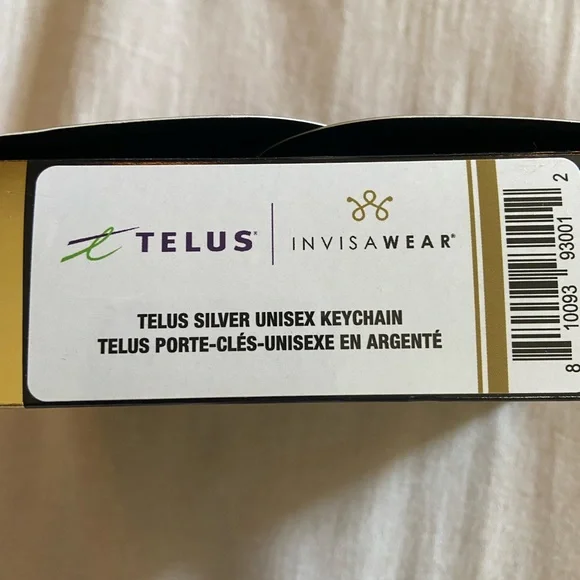 TELUS®
INVISAWEAR®
TELUS SILVER UNISEX KEYCHAIN
TELUS PORTE-CLÉS-UNISEXE EN ARGENTÉ
8 10093 93001 2